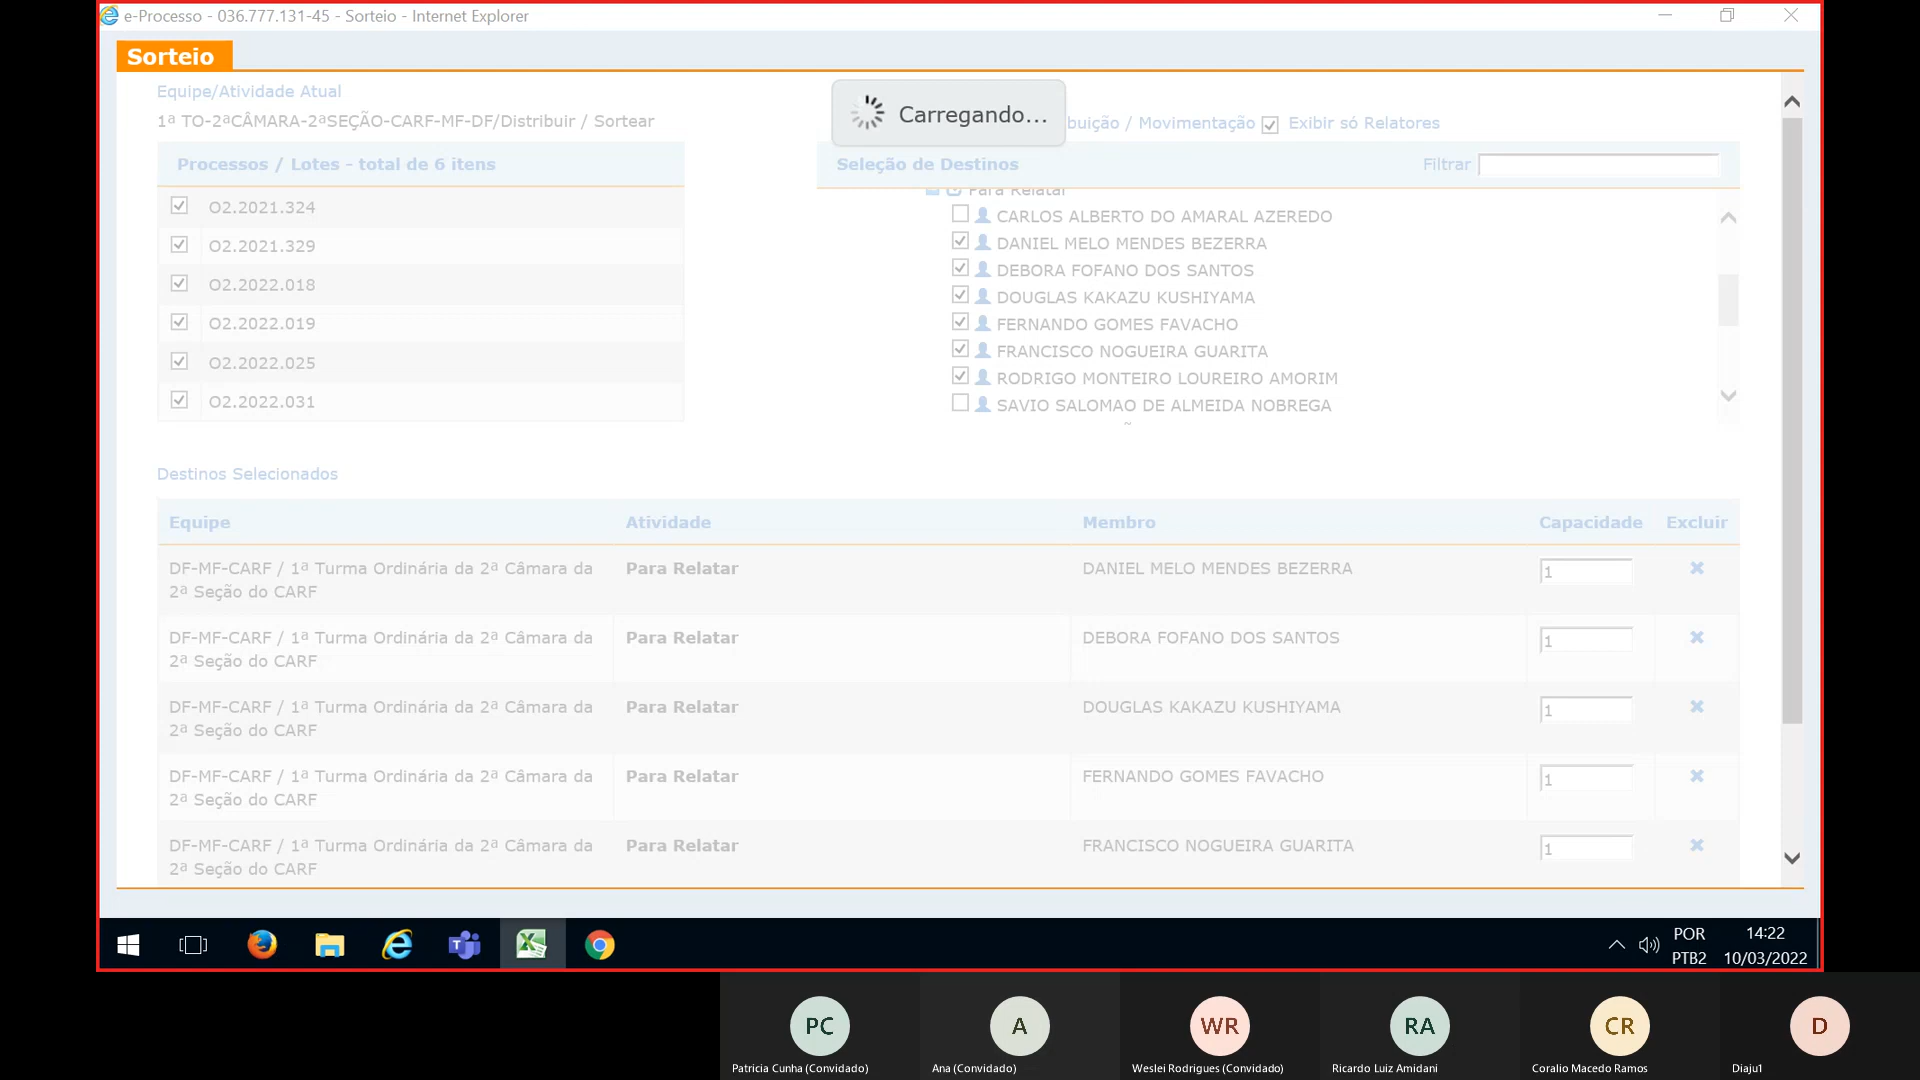 e-Processo - 036.777.131-45 - Sorteio - Internet Explorer
Sorteio
Equipe/Atividade Atual
1ª TO-2ªCÂMARA-2ªSEÇÃO-CARF-MF-DF/Distribuir / Sortear
Carregando...
buição / Movimentação Exibir só Relatores
Processos / Lotes - total de 6 itens
O2.2021.324
O2.2021.329
O2.2022.018
O2.2022.019
O2.2022.025
O2.2022.031
Seleção de Destinos Filtrar
Para Relatar
CARLOS ALBERTO DO AMARAL AZEREDO
DANIEL MELO MENDES BEZERRA
DEBORA FOFANO DOS SANTOS
DOUGLAS KAKAZU KUSHIYAMA
FERNANDO GOMES FAVACHO
FRANCISCO NOGUEIRA GUARITA
RODRIGO MONTEIRO LOUREIRO AMORIM
SAVIO SALOMAO DE ALMEIDA NOBREGA
Destinos Selecionados
Equipe Atividade Membro Capacidade Excluir
DF-MF-CARF / 1ª Turma Ordinária da 2ª Câmara da Para Relatar DANIEL MELO MENDES BEZERRA 1
2ª Seção do CARF
DF-MF-CARF / 1ª Turma Ordinária da 2ª Câmara da Para Relatar DEBORA FOFANO DOS SANTOS 1
2ª Seção do CARF
DF-MF-CARF / 1ª Turma Ordinária da 2ª Câmara da Para Relatar DOUGLAS KAKAZU KUSHIYAMA 1
2ª Seção do CARF
DF-MF-CARF / 1ª Turma Ordinária da 2ª Câmara da Para Relatar FERNANDO GOMES FAVACHO 1
2ª Seção do CARF
DF-MF-CARF / 1ª Turma Ordinária da 2ª Câmara da Para Relatar FRANCISCO NOGUEIRA GUARITA 1
2ª Seção do CARF
POR 14:22
PTB2 10/03/2022
PC A WR RA CR D
Patricia Cunha (Convidado) Ana (Convidado) Weslei Rodrigues (Convidado) Ricardo Luiz Amidani Coralio Macedo Ramos Diaju1